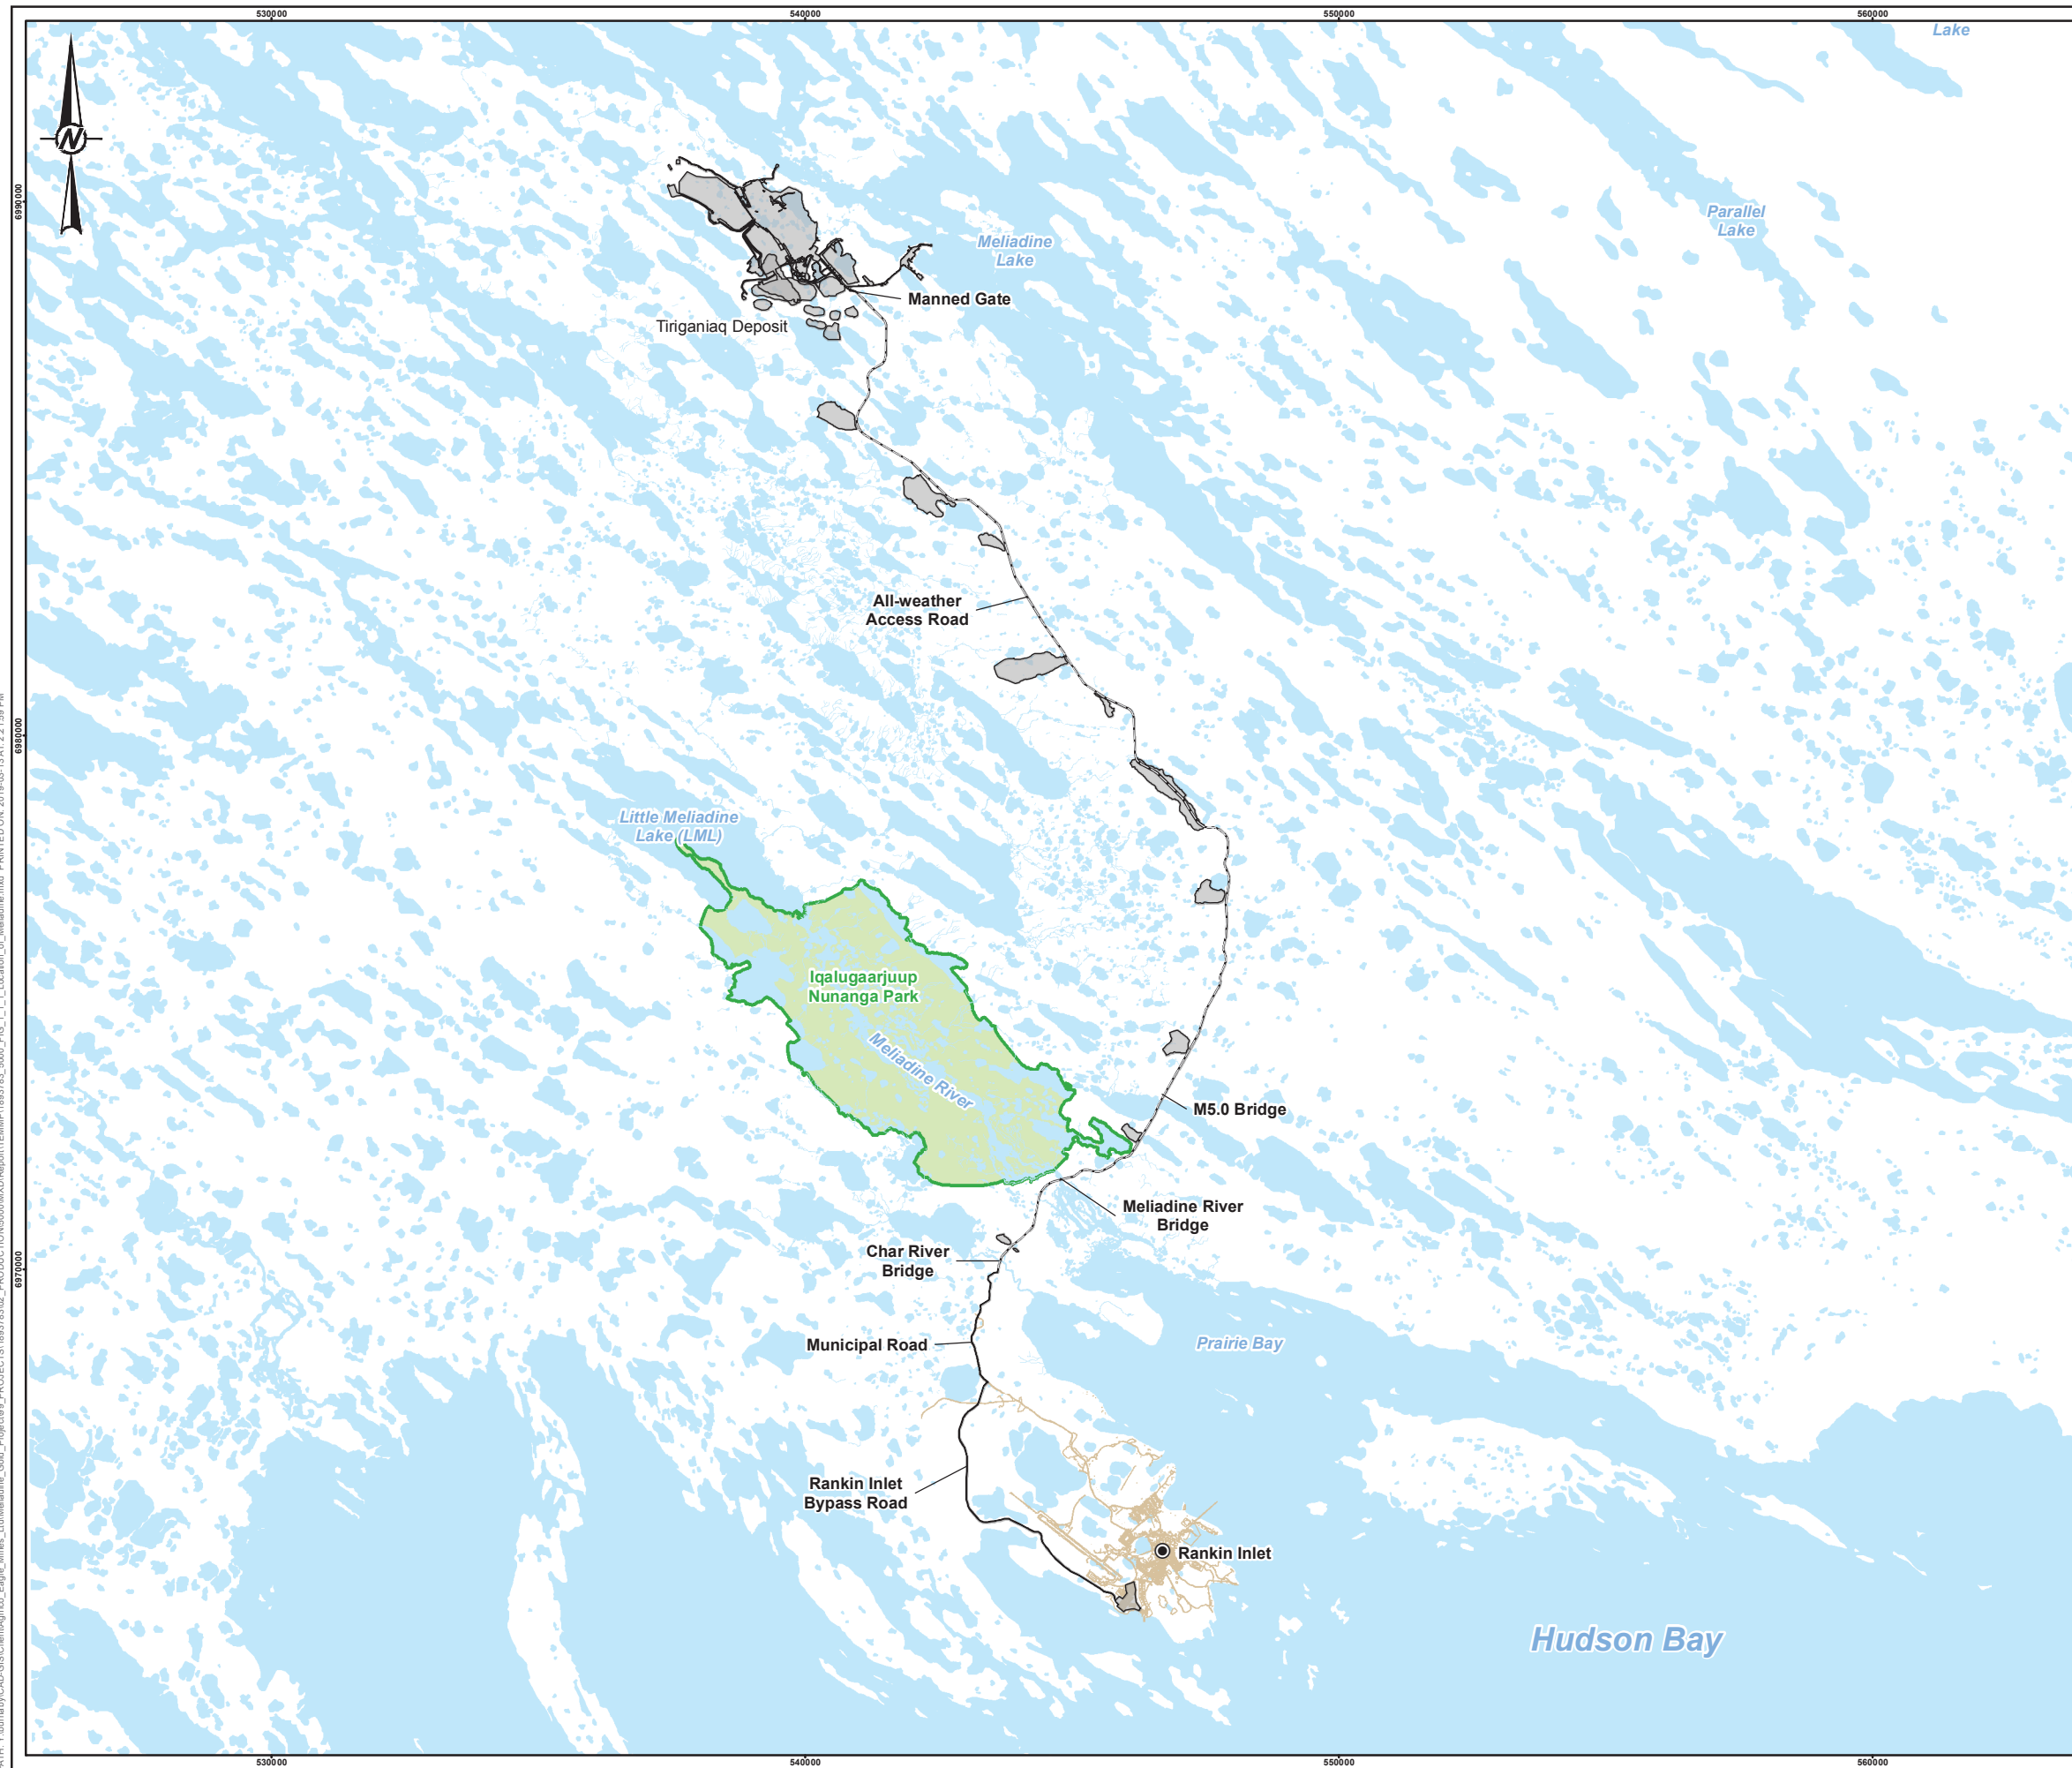 530000
540000
550000
560000
Lake
N
6990000
Parallel
Lake
Meliadine
Lake
Manned Gate
Tiriganiaq Deposit
All-weather
Access Road
6980000
Little Meliadine
Lake (LML)
Iqalugaarjuup
Nunanga Park
Meliadine River
M5.0 Bridge
Meliadine River
Bridge
Char River
Bridge
6970000
Municipal Road
Prairie Bay
Rankin Inlet
Bypass Road
Rankin Inlet
Hudson Bay
530000
540000
550000
560000